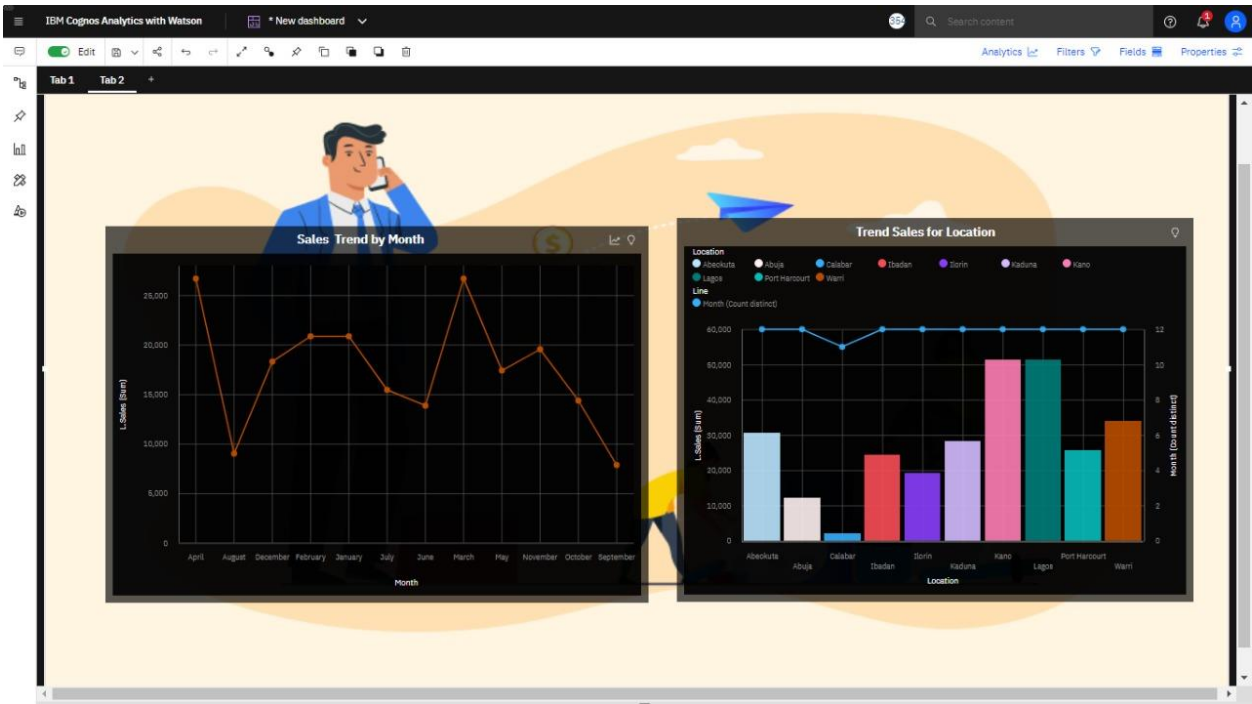 IBM Cognos Analytics with Watson
* New dashboard
354
Search content
1
Edit
Analytics
Filters
Fields
Properties
Tab 1 Tab 2 +
S
Sales Trend by Month
L.Sales (Sum)
25,000
20,000
15,000
10,000
5,000
0
April August December February January July June March May November October September
Month
Trend Sales for Location
Location
Abeokuta Abuja Calabar Ibadan Ilorin Kaduna Kano
Lagos Port Harcourt Warri
Line
Month (Count distinct)
L.Sales (Sum)
60,000
50,000
40,000
30,000
20,000
10,000
0
12
10
8
6
4
2
0
Month (Count distinct)
Abeokuta Abuja Calabar Ibadan Ilorin Kaduna Kano Lagos Port Harcourt Warri
Location